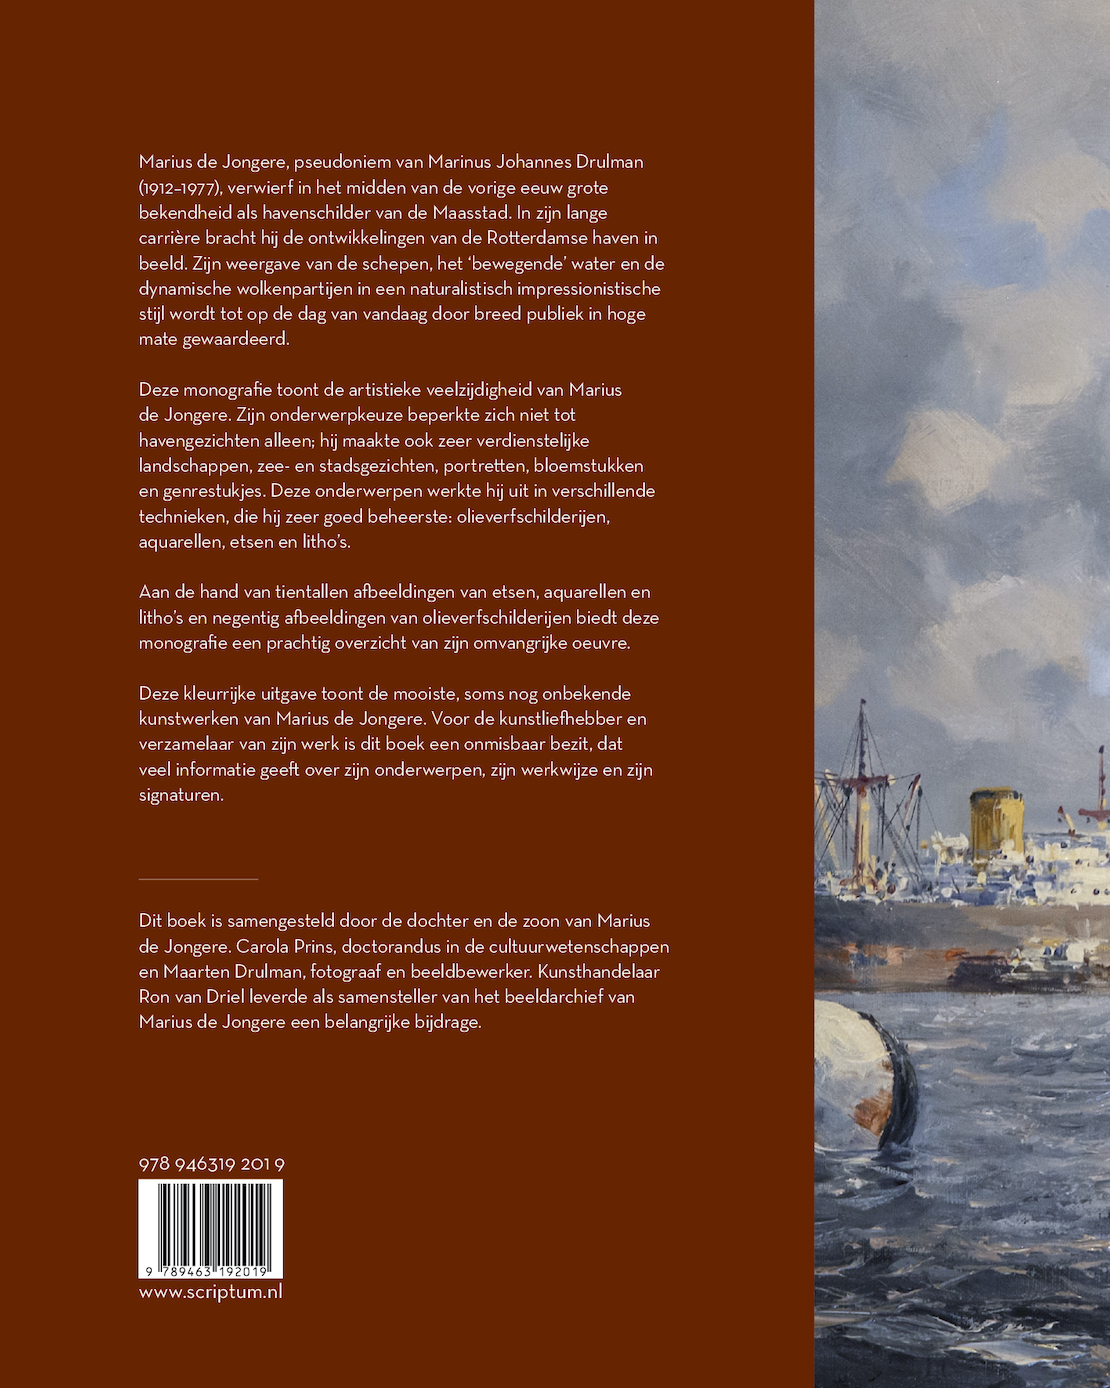 Marius de Jongere, pseudoniem van Marinus Johannes Drulman
(1912–1977), verwierf in het midden van de vorige eeuw grote
bekendheid als havenschilder van de Maasstad. In zijn lange
carrière bracht hij de ontwikkelingen van de Rotterdamse haven in
beeld. Zijn weergave van de schepen, het ‘bewegende’ water en de
dynamische wolkenpartijen in een naturalistisch impressionistische
stijl wordt tot op de dag van vandaag door breed publiek in hoge
mate gewaardeerd.
Deze monografie toont de artistieke veelzijdigheid van Marius
de Jongere. Zijn onderwerpkeuze beperkte zich niet tot
havengezichten alleen; hij maakte ook zeer verdienstelijke
landschappen, zee- en stadsgezichten, portretten, bloemstukken
en genrestukjes. Deze onderwerpen werkte hij uit in verschillende
technieken, die hij zeer goed beheerste: olieverfschilderijen,
aquarellen, etsen en litho’s.
Aan de hand van tientallen afbeeldingen van etsen, aquarellen en
litho’s en negentig afbeeldingen van olieverfschilderijen biedt deze
monografie een prachtig overzicht van zijn omvangrijke oeuvre.
Deze kleurrijke uitgave toont de mooiste, soms nog onbekende
kunstwerken van Marius de Jongere. Voor de kunstliefhebber en
verzamelaar van zijn werk is dit boek een onmisbaar bezit, dat
veel informatie geeft over zijn onderwerpen, zijn werkwijze en zijn
signaturen.
Dit boek is samengesteld door de dochter en de zoon van Marius
de Jongere. Carola Prins, doctorandus in de cultuurwetenschappen
en Maarten Drulman, fotograaf en beeldbewerker. Kunsthandelaar
Ron van Driel leverde als samensteller van het beeldarchief van
Marius de Jongere een belangrijke bijdrage.
978 946319 201 9
9 789463 192019
www.scriptum.nl